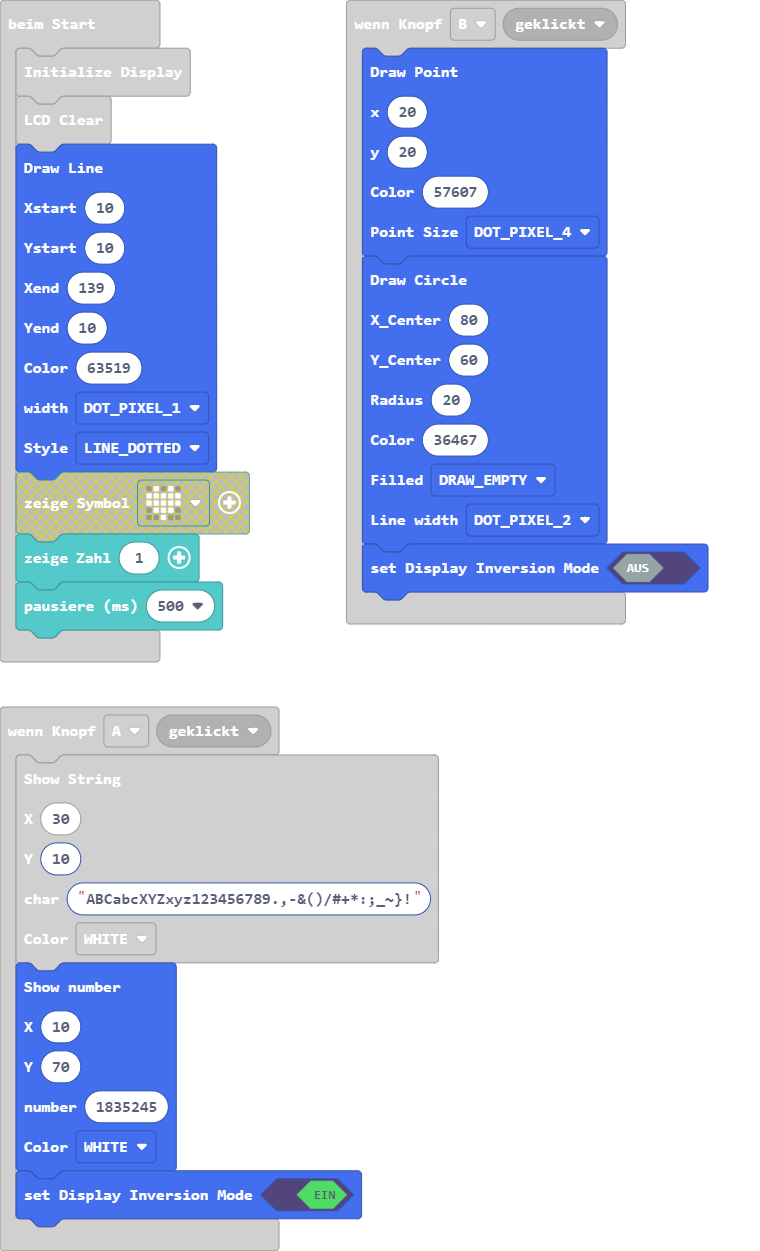 beim Start
Initialize Display
LCD Clear
Draw Line
Xstart 10
Ystart 10
Xend 139
Yend 10
Color 63519
width DOT_PIXEL_1
Style LINE_DOTTED
zeige Symbol
zeige Zahl 1
pausiere (ms) 500
wenn Knopf B geklickt
Draw Point
x 20
y 20
Color 57607
Point Size DOT_PIXEL_4
Draw Circle
X_Center 80
Y_Center 60
Radius 20
Color 36467
Filled DRAW_EMPTY
Line width DOT_PIXEL_2
set Display Inversion Mode AUS
wenn Knopf A geklickt
Show String
X 30
Y 10
char "ABCabcXYZxyz123456789.,-&()/#+*:;_~}!"
Color WHITE
Show number
X 10
Y 70
number 1835245
Color WHITE
set Display Inversion Mode EIN